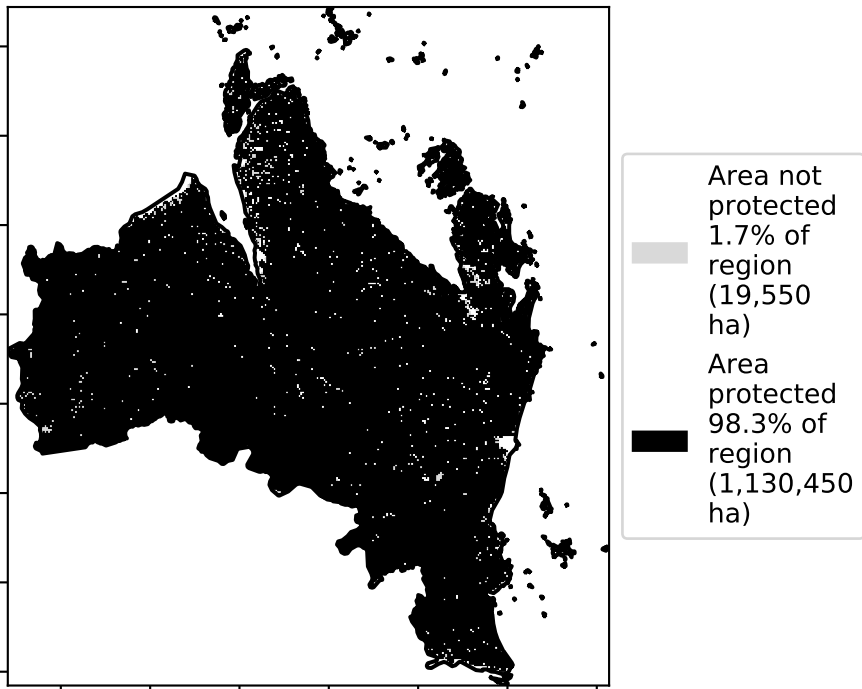 Area not
protected
1.7% of
region
(19,550
ha)
Area
protected
98.3% of
region
(1,130,450
ha)